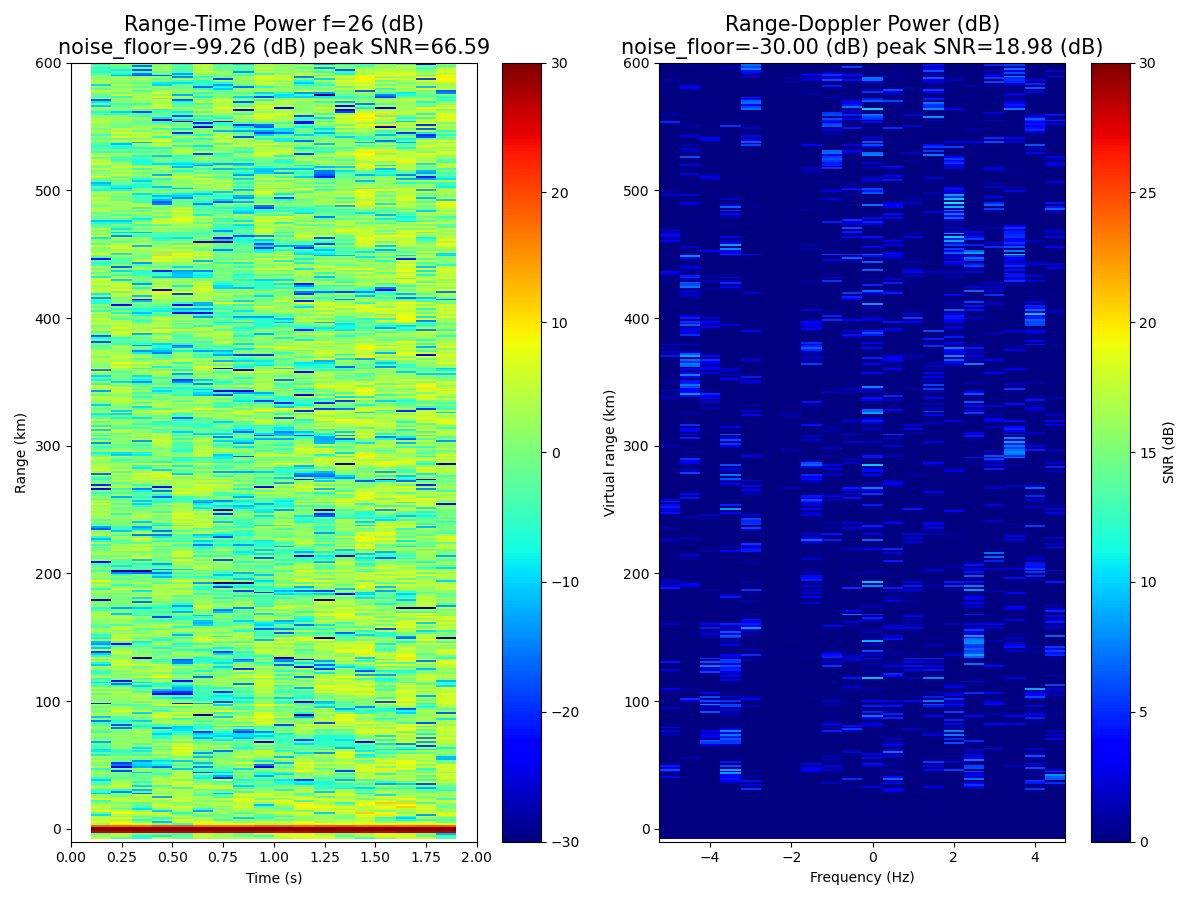 Range-Time Power f=26 (dB)
noise_floor=-99.26 (dB) peak SNR=66.59
Range-Doppler Power (dB)
noise_floor=-30.00 (dB) peak SNR=18.98 (dB)
Range (km)
600
500
400
300
200
100
0
0.00 0.25 0.50 0.75 1.00 1.25 1.50 1.75 2.00
Time (s)
30
20
10
0
−10
−20
−30
Virtual range (km)
600
500
400
300
200
100
0
−4 −2 0 2 4
Frequency (Hz)
30
25
20
15
10
5
0
SNR (dB)